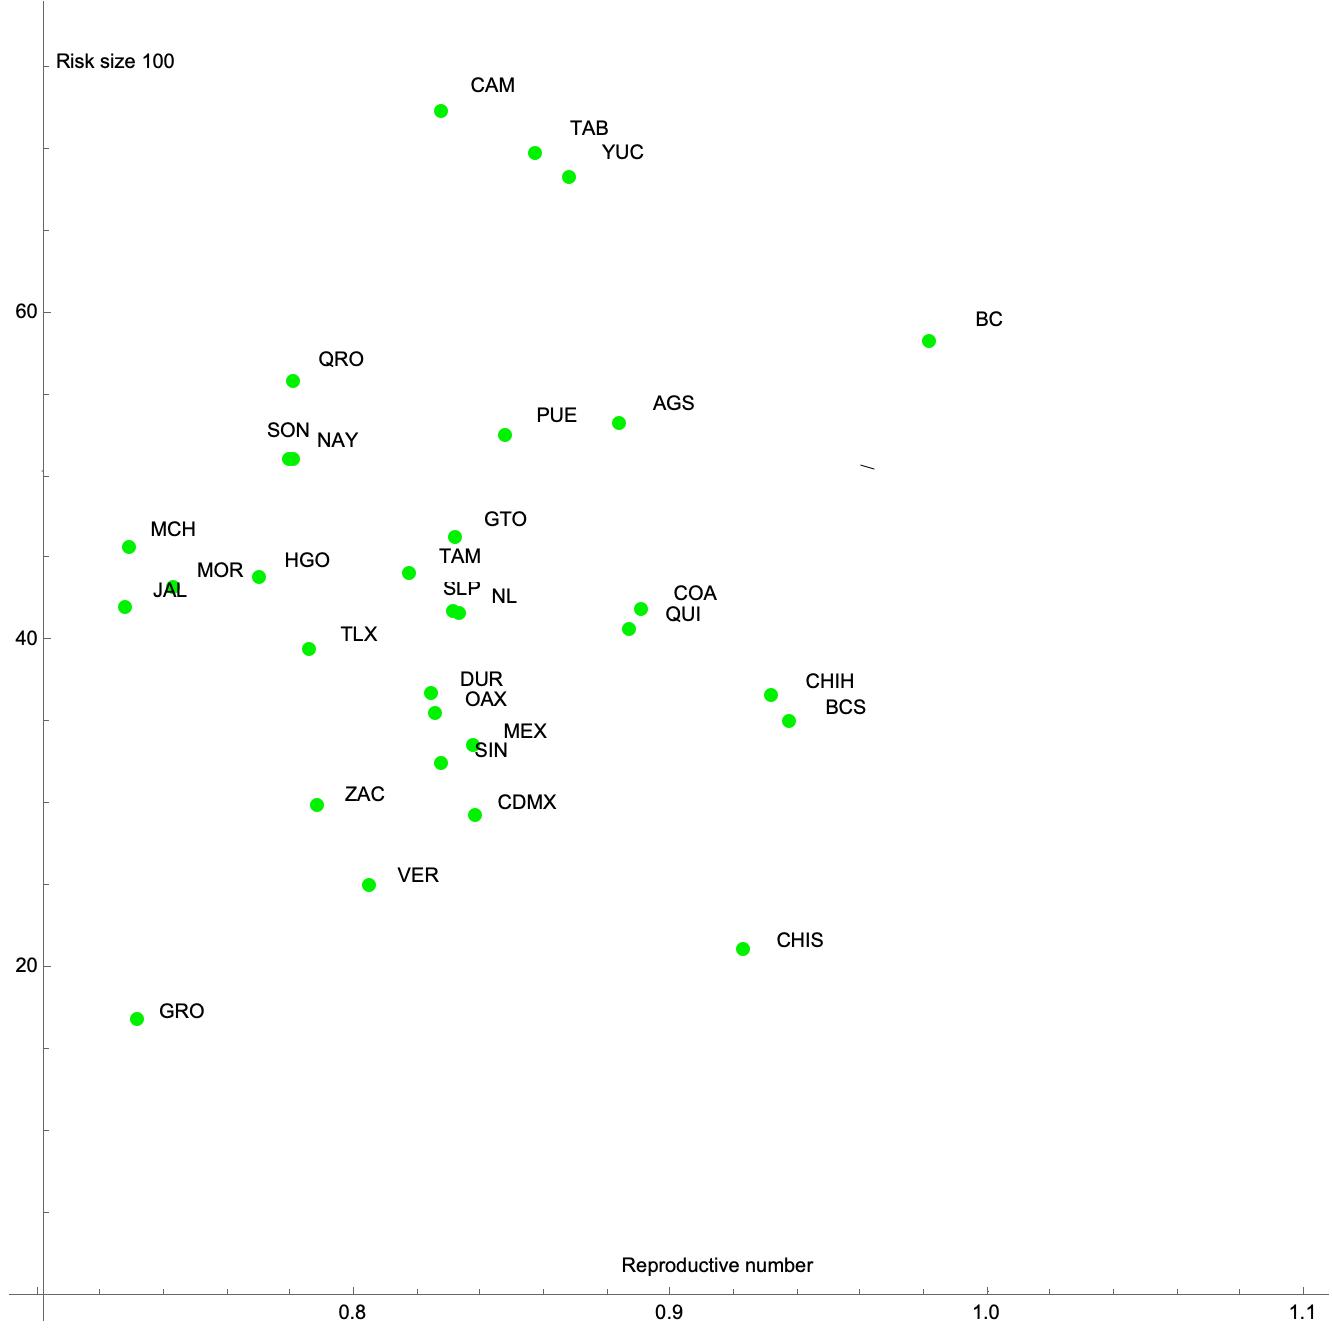 Risk size 100
CAM
TAB
YUC
60
BC
QRO
AGS
PUE
SON
NAY
GTO
MCH
TAM
HGO
MOR
JAL
SLP
NL
COA
QUI
40
TLX
DUR
CHIH
OAX
BCS
MEX
SIN
ZAC
CDMX
VER
CHIS
20
GRO
Reproductive number
0.8 0.9 1.0 1.1